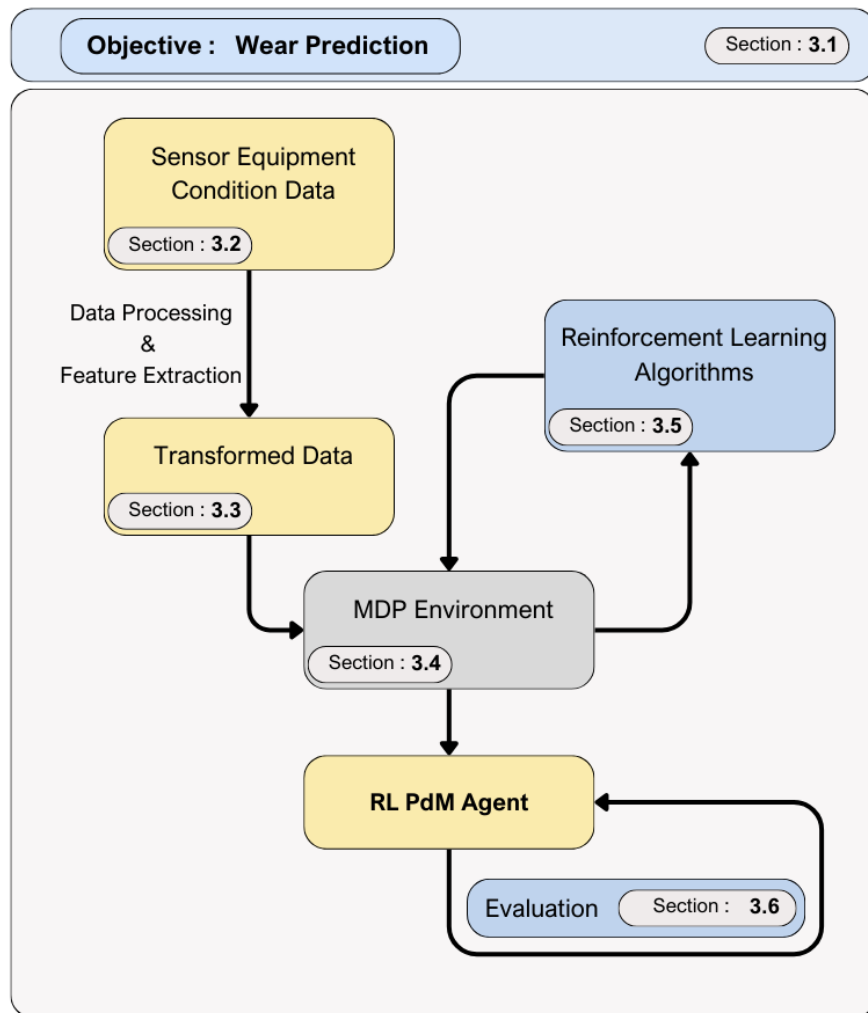 Objective : Wear Prediction
Section : 3.1
Sensor Equipment
Condition Data
Section : 3.2
Data Processing
&
Feature Extraction
Reinforcement Learning
Algorithms
Section : 3.5
Transformed Data
Section : 3.3
MDP Environment
Section : 3.4
RL PdM Agent
Evaluation
Section : 3.6